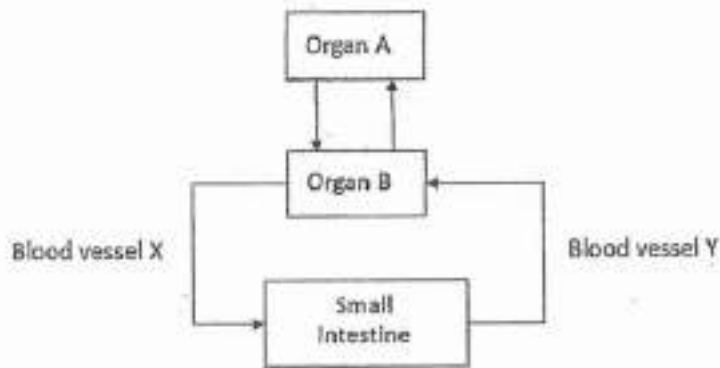 Organ A
Organ B
Blood vessel X
Blood vessel Y
Small
Intestine